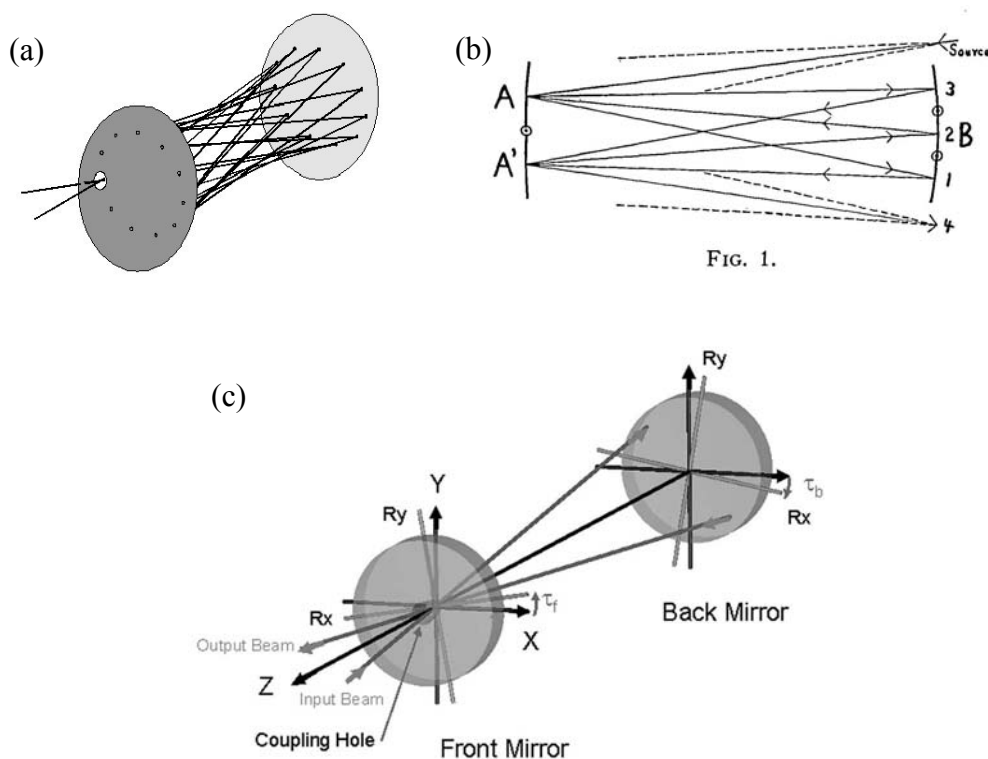 (a)
(b)
Source
A
A'
3
2B
1
4
FIG. 1.
(c)
Ry
τb
Rx
Back Mirror
Y
Ry
Rx
τf
X
Output Beam
Z
Input Beam
Coupling Hole
Front Mirror